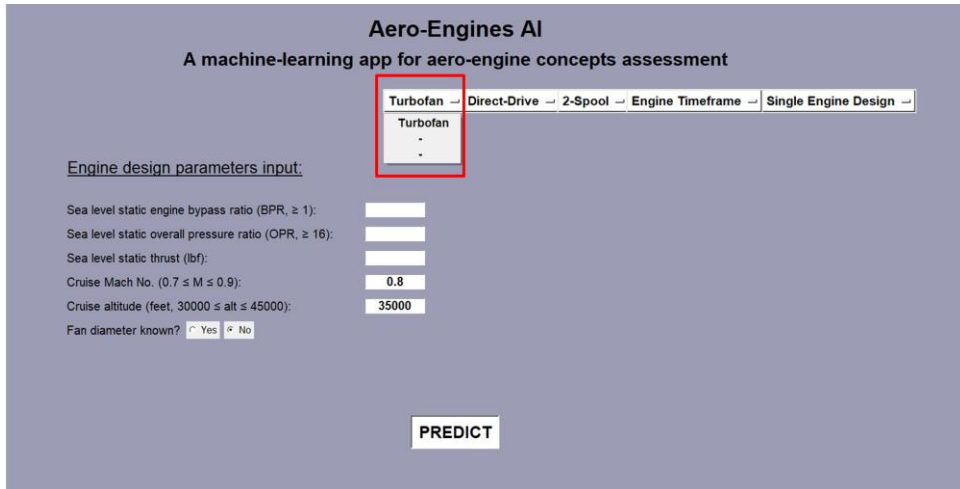 Aero-Engines AI
A machine-learning app for aero-engine concepts assessment
Turbofan Direct-Drive 2-Spool Engine Timeframe Single Engine Design
Turbofan
-
-
Engine design parameters input:
Sea level static engine bypass ratio (BPR, ≥ 1):
Sea level static overall pressure ratio (OPR, ≥ 16):
Sea level static thrust (lbf):
Cruise Mach No. (0.7 ≤ M ≤ 0.9): 0.8
Cruise altitude (feet, 30000 ≤ alt ≤ 45000): 35000
Fan diameter known? Yes No
PREDICT